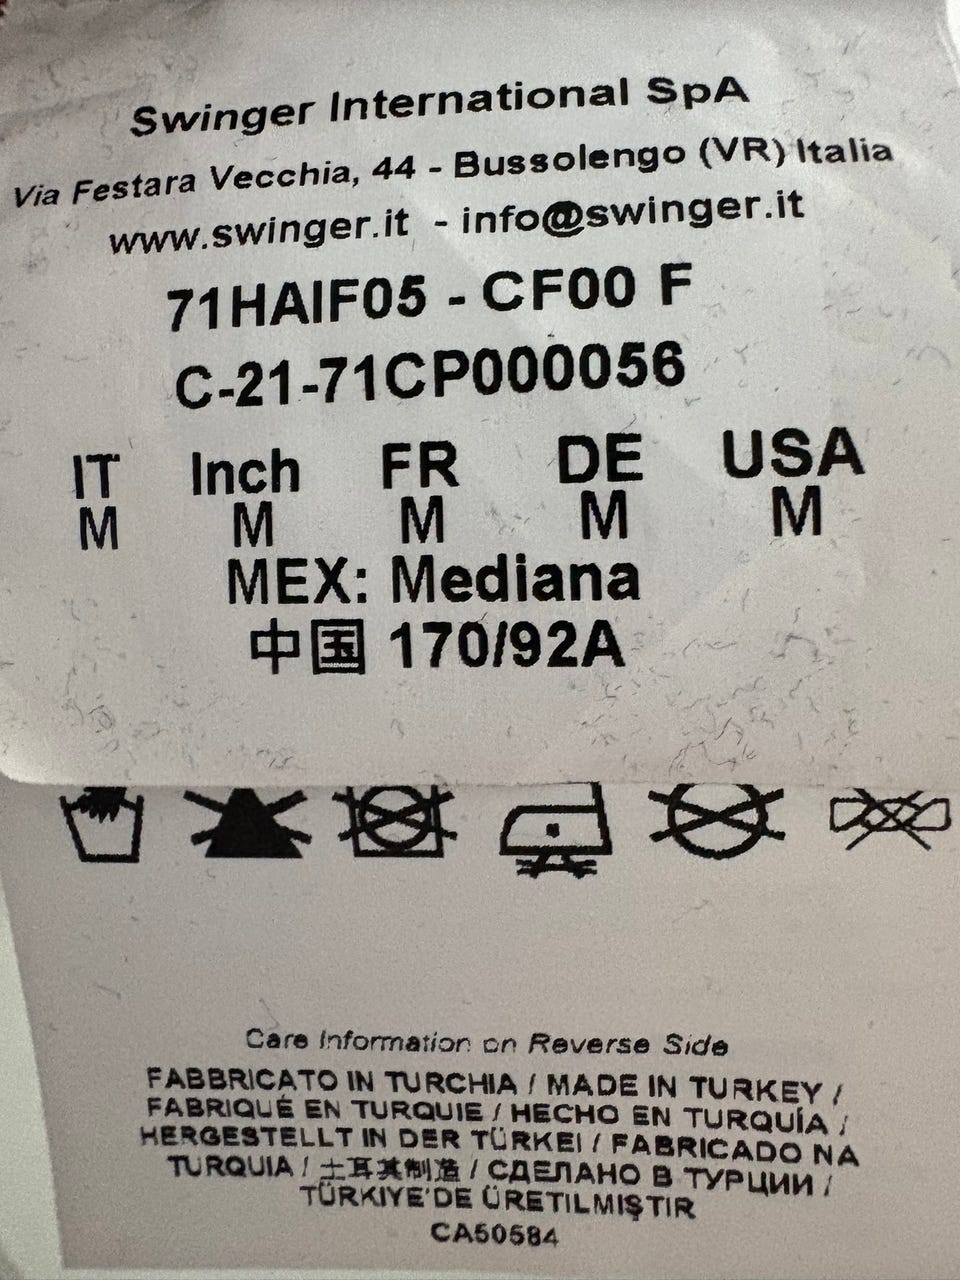 Swinger International SpA
Via Festara Vecchia, 44 - Bussolengo (VR) Italia
www.swinger.it - info@swinger.it
71HAIF05 - CF00 F
C-21-71CP000056
IT Inch FR DE USA
M M M M M
MEX: Mediana
中国 170/92A
Care Information on Reverse Side
FABBRICATO IN TURCHIA / MADE IN TURKEY /
FABRIQUÉ EN TURQUIE / HECHO EN TURQUÍA /
HERGESTELLT IN DER TÜRKEI / FABRICADO NA
TURQUIA / 土耳其制造 / СДЕЛАНО В ТУРЦИИ /
TÜRKIYE'DE ÜRETILMIŞTIR
CA50584